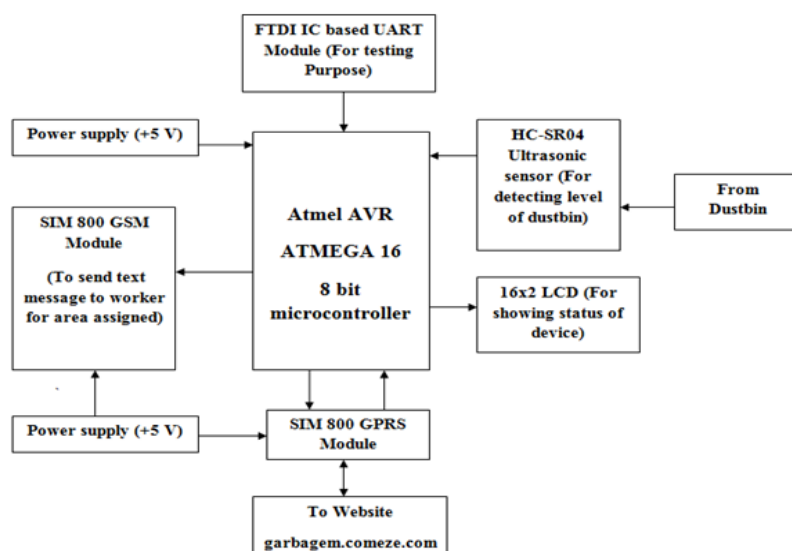 FTDI IC based UART
Module (For testing
Purpose)
Power supply (+5 V)
HC-SR04
Ultrasonic
sensor (For
detecting level
of dustbin)
From
Dustbin
Atmel AVR
ATMEGA 16
8 bit
microcontroller
SIM 800 GSM
Module
(To send text
message to worker
for area assigned)
16x2 LCD (For
showing status of
device)
Power supply (+5 V)
SIM 800 GPRS
Module
To Website
garbagem.comeze.com